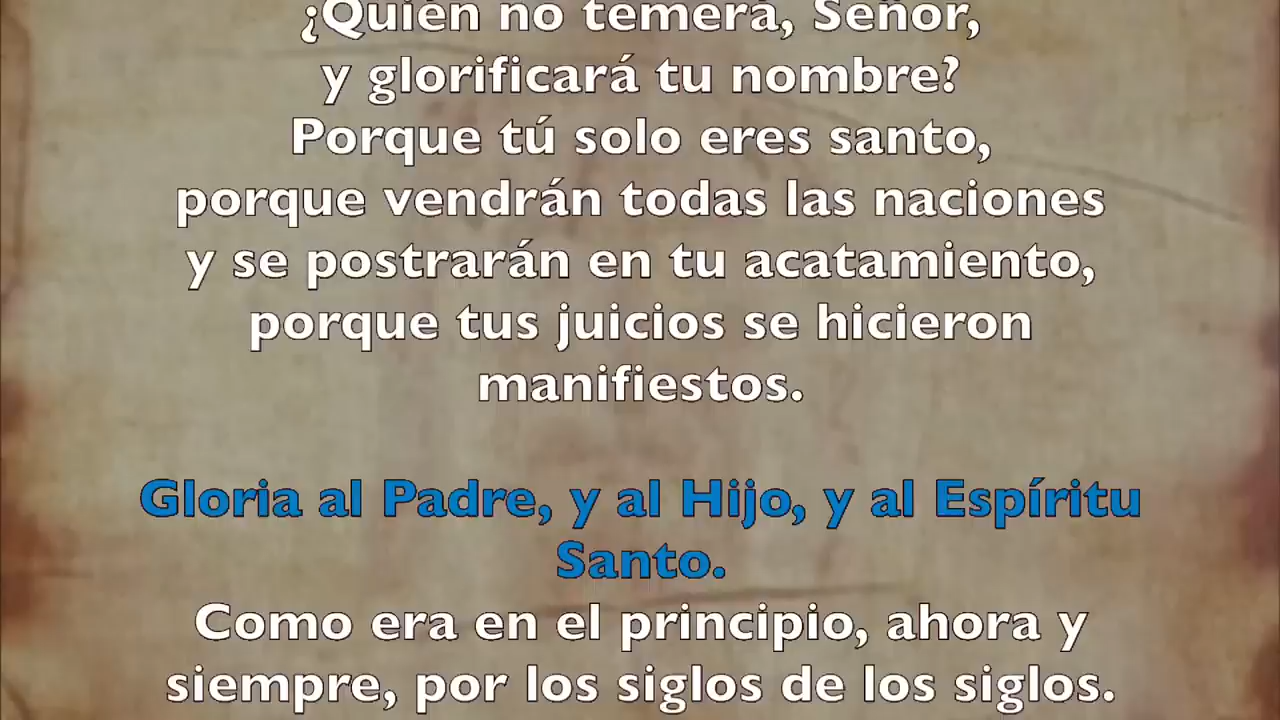 ¿Quién no temerá, Señor,
y glorificará tu nombre?
Porque tú solo eres santo,
porque vendrán todas las naciones
y se postrarán en tu acatamiento,
porque tus juicios se hicieron
manifiestos.
Gloria al Padre, y al Hijo, y al Espíritu
Santo.
Como era en el principio, ahora y
siempre, por los siglos de los siglos.